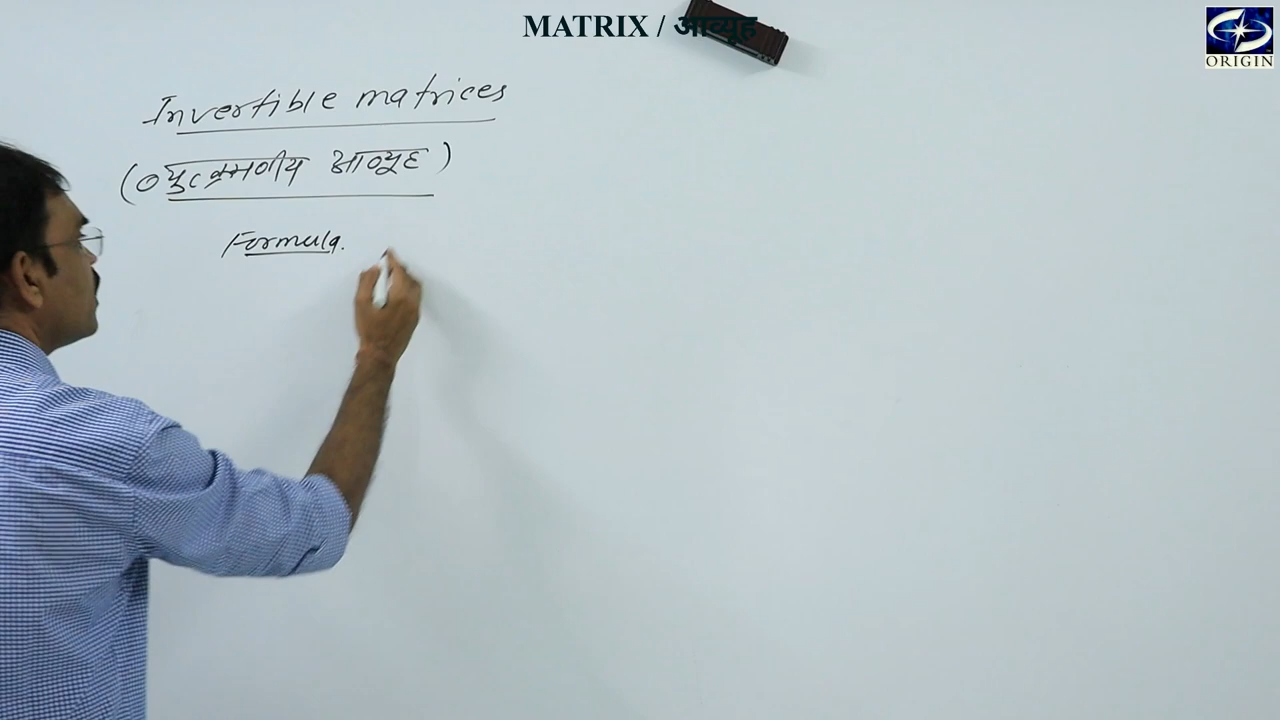 MATRIX / आव्यूह
ORIGIN
Invertible matrices
(व्युत्क्रमणीय आव्यूह)
Formula.